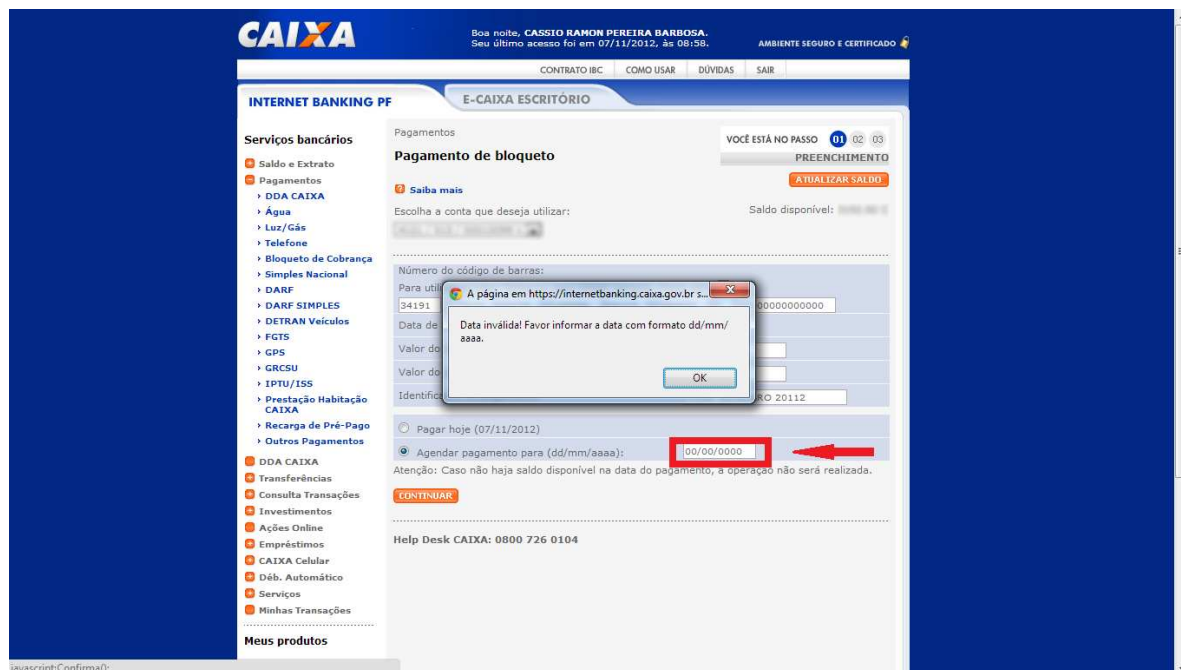 CAIXA
Boa noite, CASSIO RAMON PEREIRA BARBOSA.
Seu último acesso foi em 07/11/2012, às 08:58.
AMBIENTE SEGURO E CERTIFICADO
CONTRATO IBC COMO USAR DÚVIDAS SAIR
INTERNET BANKING PF
E-CAIXA ESCRITÓRIO
Serviços bancários
Saldo e Extrato
Pagamentos
DDA CAIXA
Água
Luz/Gás
Telefone
Bloqueto de Cobrança
Simples Nacional
DARF
DARF SIMPLES
DETRAN Veículos
FGTS
GPS
GRCSU
IPTU/ISS
Prestação Habitação
CAIXA
Recarga de Pré-Pago
Outros Pagamentos
DDA CAIXA
Transferências
Consulta Transações
Investimentos
Ações Online
Empréstimos
CAIXA Celular
Déb. Automático
Serviços
Minhas Transações
Meus produtos
Pagamentos
VOCÊ ESTÁ NO PASSO 01 02 03
Pagamento de bloqueto
PREENCHIMENTO
ATUALIZAR SALDO
Saiba mais
Escolha a conta que deseja utilizar:
Saldo disponível:
Número do código de barras:
Para util
34191
00000000000
Data de
Valor do
Valor do
Identific
RO 20112
A página em https://internetbanking.caixa.gov.br s...
Data inválida! Favor informar a data com formato dd/mm/
aaaa.
OK
Pagar hoje (07/11/2012)
Agendar pagamento para (dd/mm/aaaa): 00/00/0000
Atenção: Caso não haja saldo disponível na data do pagamento, a operação não será realizada.
CONTINUAR
Help Desk CAIXA: 0800 726 0104
javascript:Confirma();